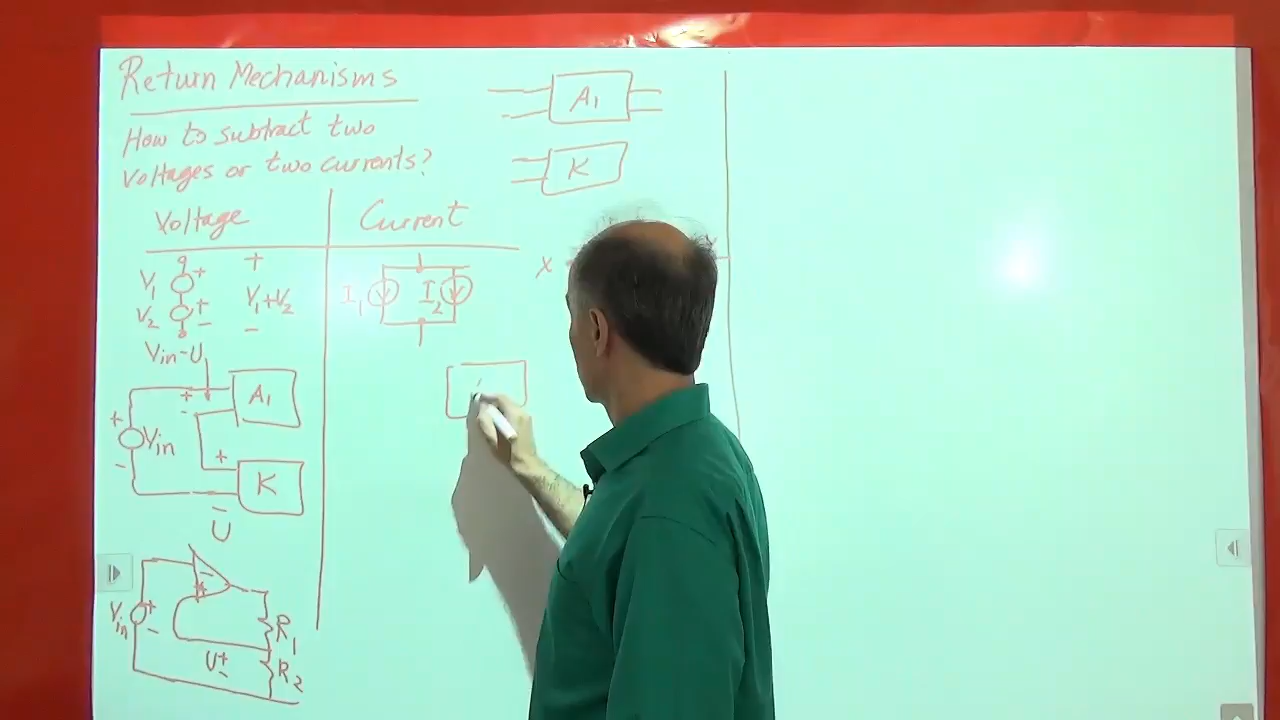 Return Mechanisms
How to subtract two
voltages or two currents?
A1
K
Voltage
Current
V1 + +
V2 + - V1+V2 -
I1 I2
X
Vin-U
+ - A1
+ Vin -
+ K
-
U
Vin + -
- +
R1
U + -
R2